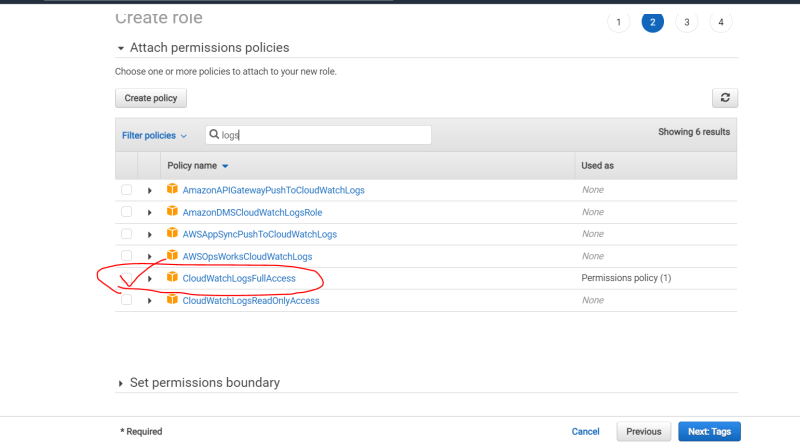 Create role
1 2 3 4
Attach permissions policies
Choose one or more policies to attach to your new role.
Create policy
Filter policies logs Showing 6 results
Policy name Used as
AmazonAPIGatewayPushToCloudWatchLogs None
AmazonDMSCloudWatchLogsRole None
AWSAppSyncPushToCloudWatchLogs None
AWSOpsWorksCloudWatchLogs None
CloudWatchLogsFullAccess Permissions policy (1)
CloudWatchLogsReadOnlyAccess None
Set permissions boundary
* Required Cancel Previous Next: Tags